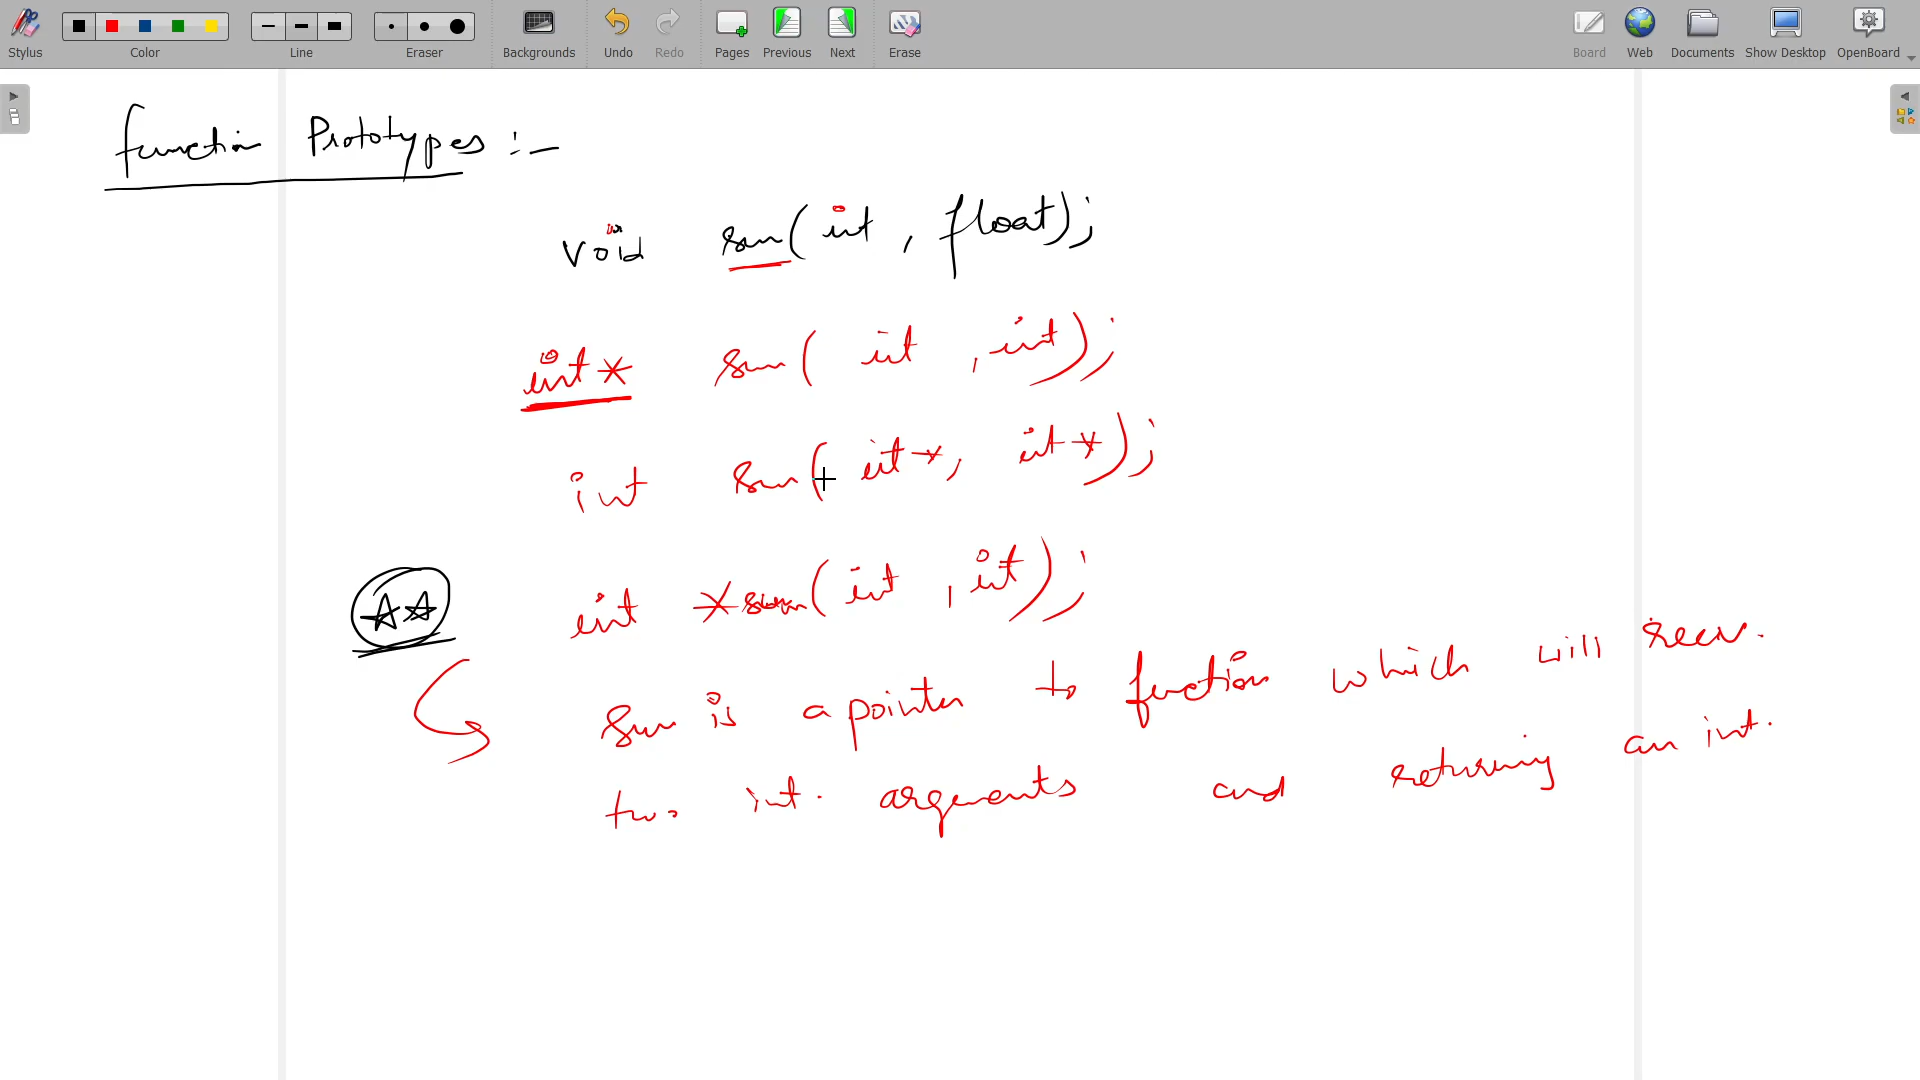 Stylus Color Line Eraser Backgrounds Undo Redo Pages Previous Next Erase Board Web Documents Show Desktop OpenBoard
function Prototypes :-
void sum(int , float);
int* sum( int , int);
int sum( int*, int*);
int *sum(int , int);
sum is a pointer to function which will recv.
two int. arguments and returning an int.